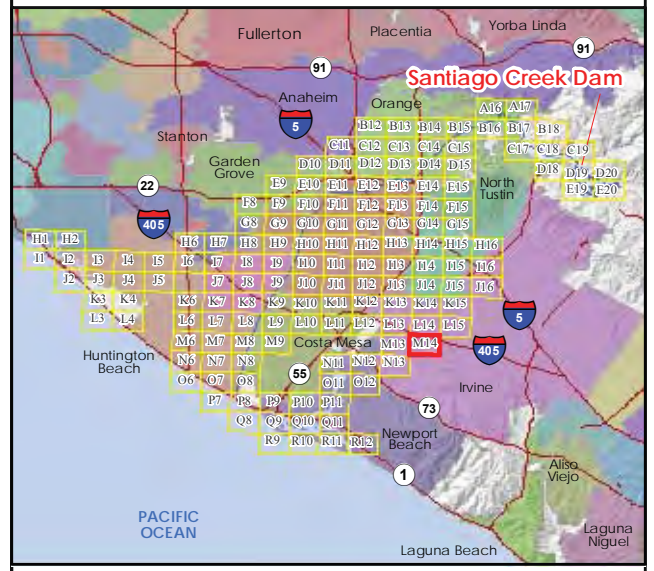 Fullerton
Placentia
Yorba Linda
91
91
Santiago Creek Dam
Anaheim
Orange
A16 A17
5
B12 B13 B14 B15 B16 B17 B18
Stanton
C11 C12 C13 C14 C15 C17 C18 C19
Garden
Grove
D10 D11 D12 D13 D14 D15 D18 D19 D20
22
E9 E10 E11 E12 E13 E14 E15 E19 E20
North
Tustin
F8 F9 F10 F11 F12 F13 F14 F15
405
G8 G9 G10 G11 G12 G13 G14 G15
H1 H2 H6 H7 H8 H9 H10 H11 H12 H13 H14 H15 H16
I1 I2 I3 I4 I5 I6 I7 I8 I9 I10 I11 I12 I13 I14 I15 I16
J2 J3 J4 J5 J6 J7 J8 J9 J10 J11 J12 J13 J14 J15 J16
K3 K4 K6 K7 K8 K9 K10 K11 K12 K13 K14 K15
5
L3 L4 L6 L7 L8 L9 L10 L11 L12 L13 L14 L15
M6 M7 M8 M9 Costa Mesa M13 M14
405
Huntington
Beach
N6 N7 N8 N11 N12 N13
55
O6 O7 O8 O11 O12
Irvine
P7 P8 P9 P10 P11
73
Q8 Q9 Q10 Q11
Newport
Beach
R9 R10 R11 R12
1
Aliso
Viejo
PACIFIC
OCEAN
Laguna
Niguel
Laguna Beach